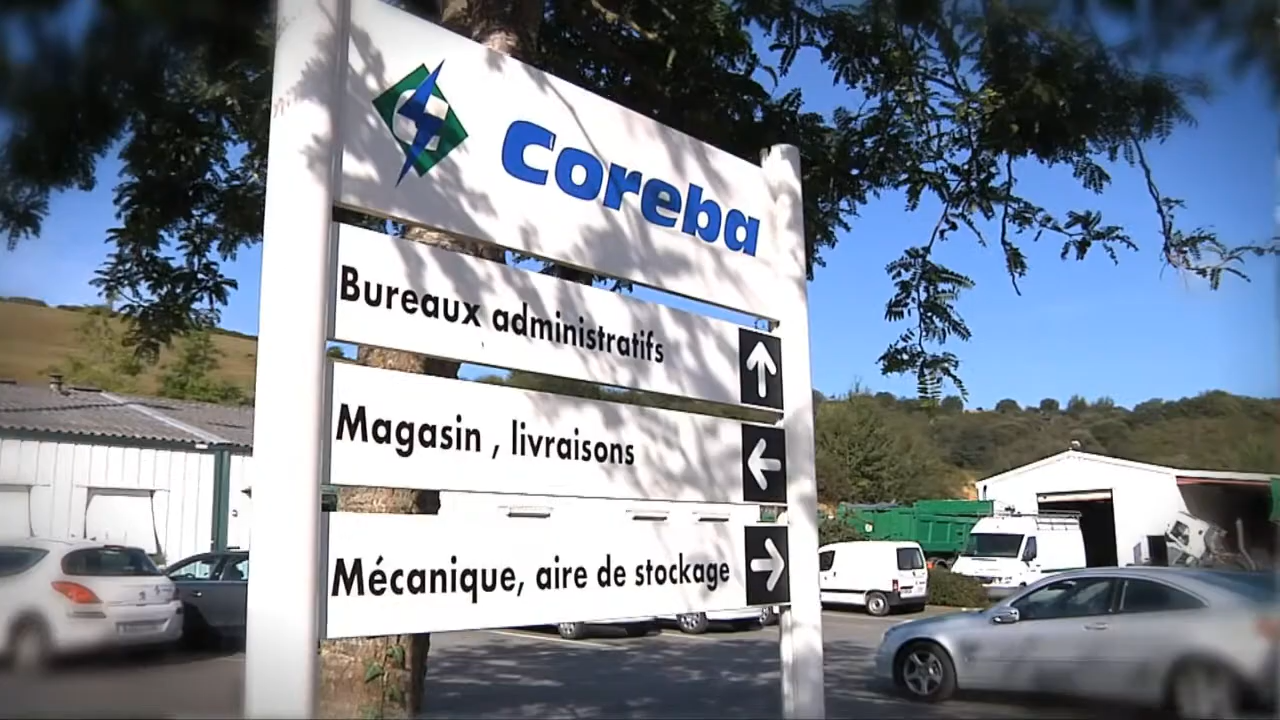 coreba
Bureaux administratifs
Magasin , livraisons
Mécanique, aire de stockage